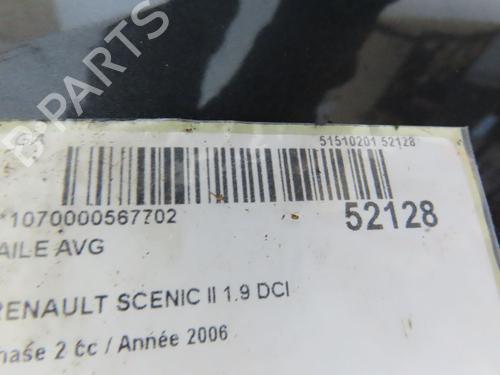 B-PARTS
51510201 52128
*1070000567702
52128
AILE AVG
RENAULT SCENIC II 1.9 DCI
hase 2 cc / Année 2006